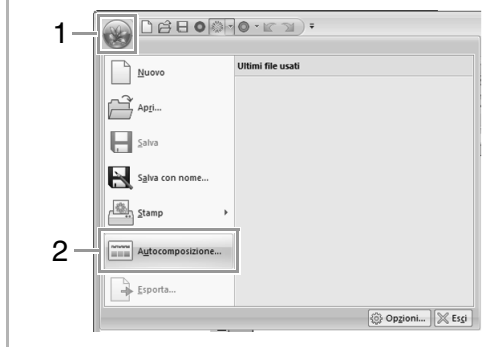 1
Nuovo
Ultimi file usati
Apri...
Salva
Salva con nome...
Stamp
2
Autocomposizione...
Esporta...
Opzioni...
Esci